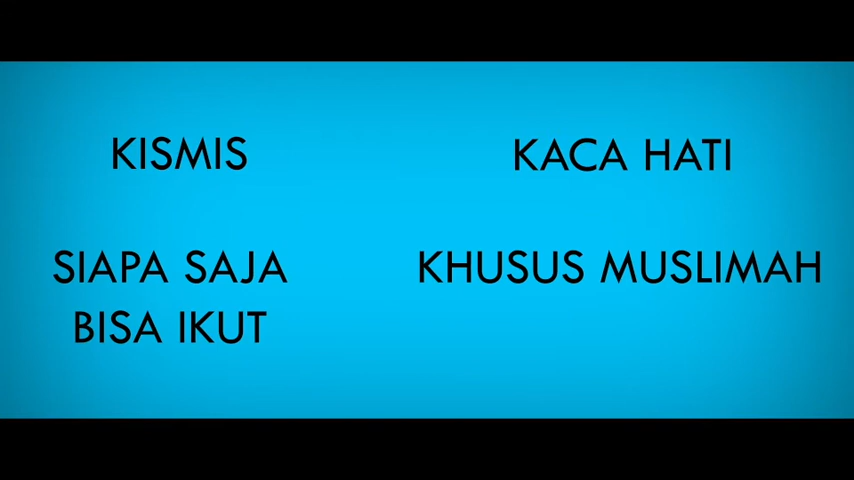 KISMIS
KACA HATI
SIAPA SAJA
BISA IKUT
KHUSUS MUSLIMAH